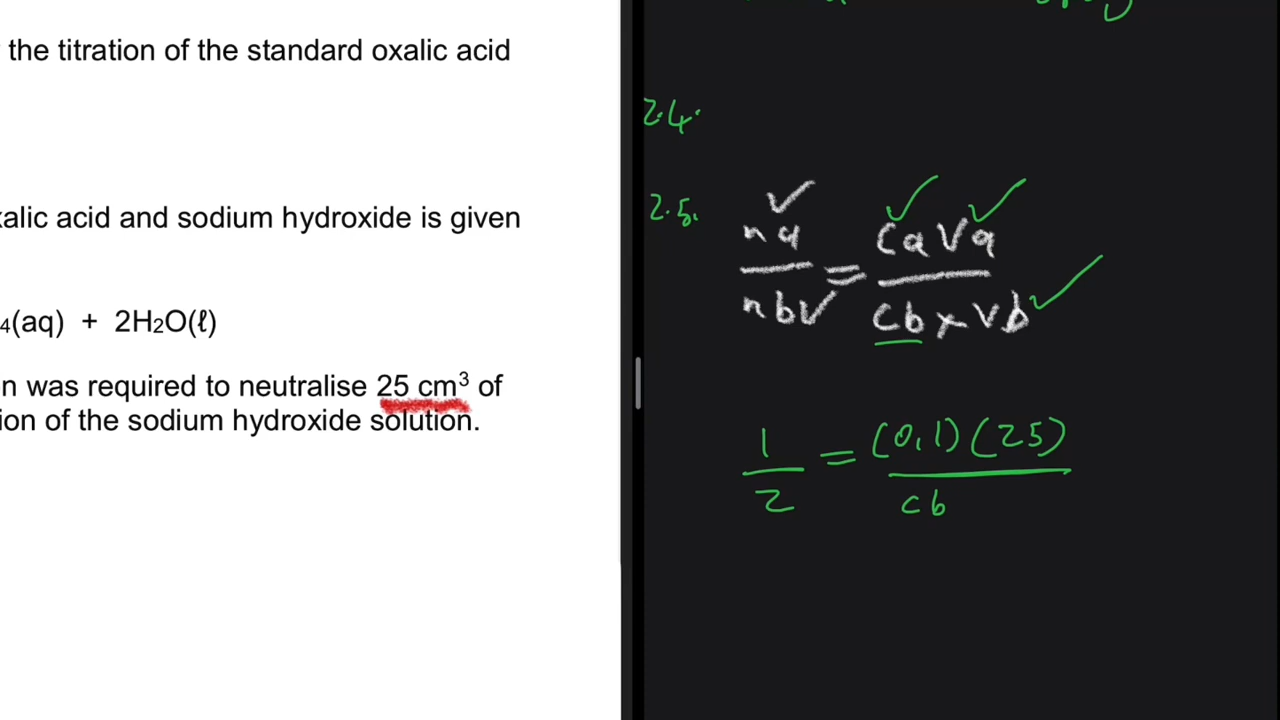 the titration of the standard oxalic acid
xalic acid and sodium hydroxide is given
4(aq) + 2H2O(ℓ)
n was required to neutralise 25 cm³ of
ion of the sodium hydroxide solution.
2.4.
2.5.
na / nb = CaVa / Cb x Vb
1 / 2 = (0,1)(25) / cb